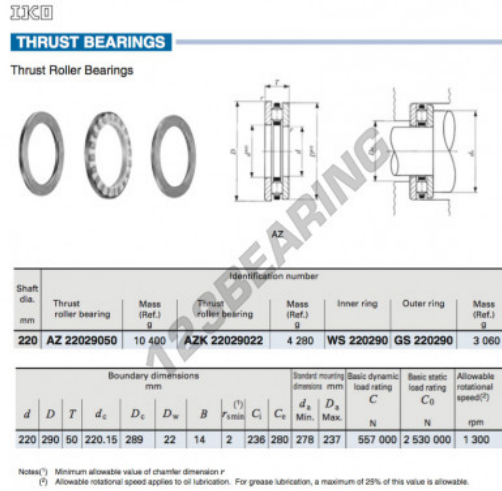 IKO
THRUST BEARINGS
Thrust Roller Bearings
T
r
D
d
AZ
123BEARING
Identification number
Shaft dia. mm
Thrust roller bearing
Mass (Ref.) g
Thrust roller bearing
Mass (Ref.) g
Inner ring
Outer ring
Mass (Ref.) g
220 AZ 22029050 10 400 AZK 22029022 4 280 WS 220290 GS 220290 3 060
Boundary dimensions mm
Standard mounting dimensions mm
Basic dynamic load rating C N
Basic static load rating C0 N
Allowable rotational speed(2) rpm
d D T dc Dc Dw B (1) rs min Ci Ce da Min. Da Max.
220 290 50 220.15 289 22 14 2 236 280 278 237 557 000 2 530 000 1 300
Notes(1) Minimum allowable value of chamfer dimension r
(2) Allowable rotational speed applies to oil lubrication. For grease lubrication, a maximum of 25% of this value is allowable.